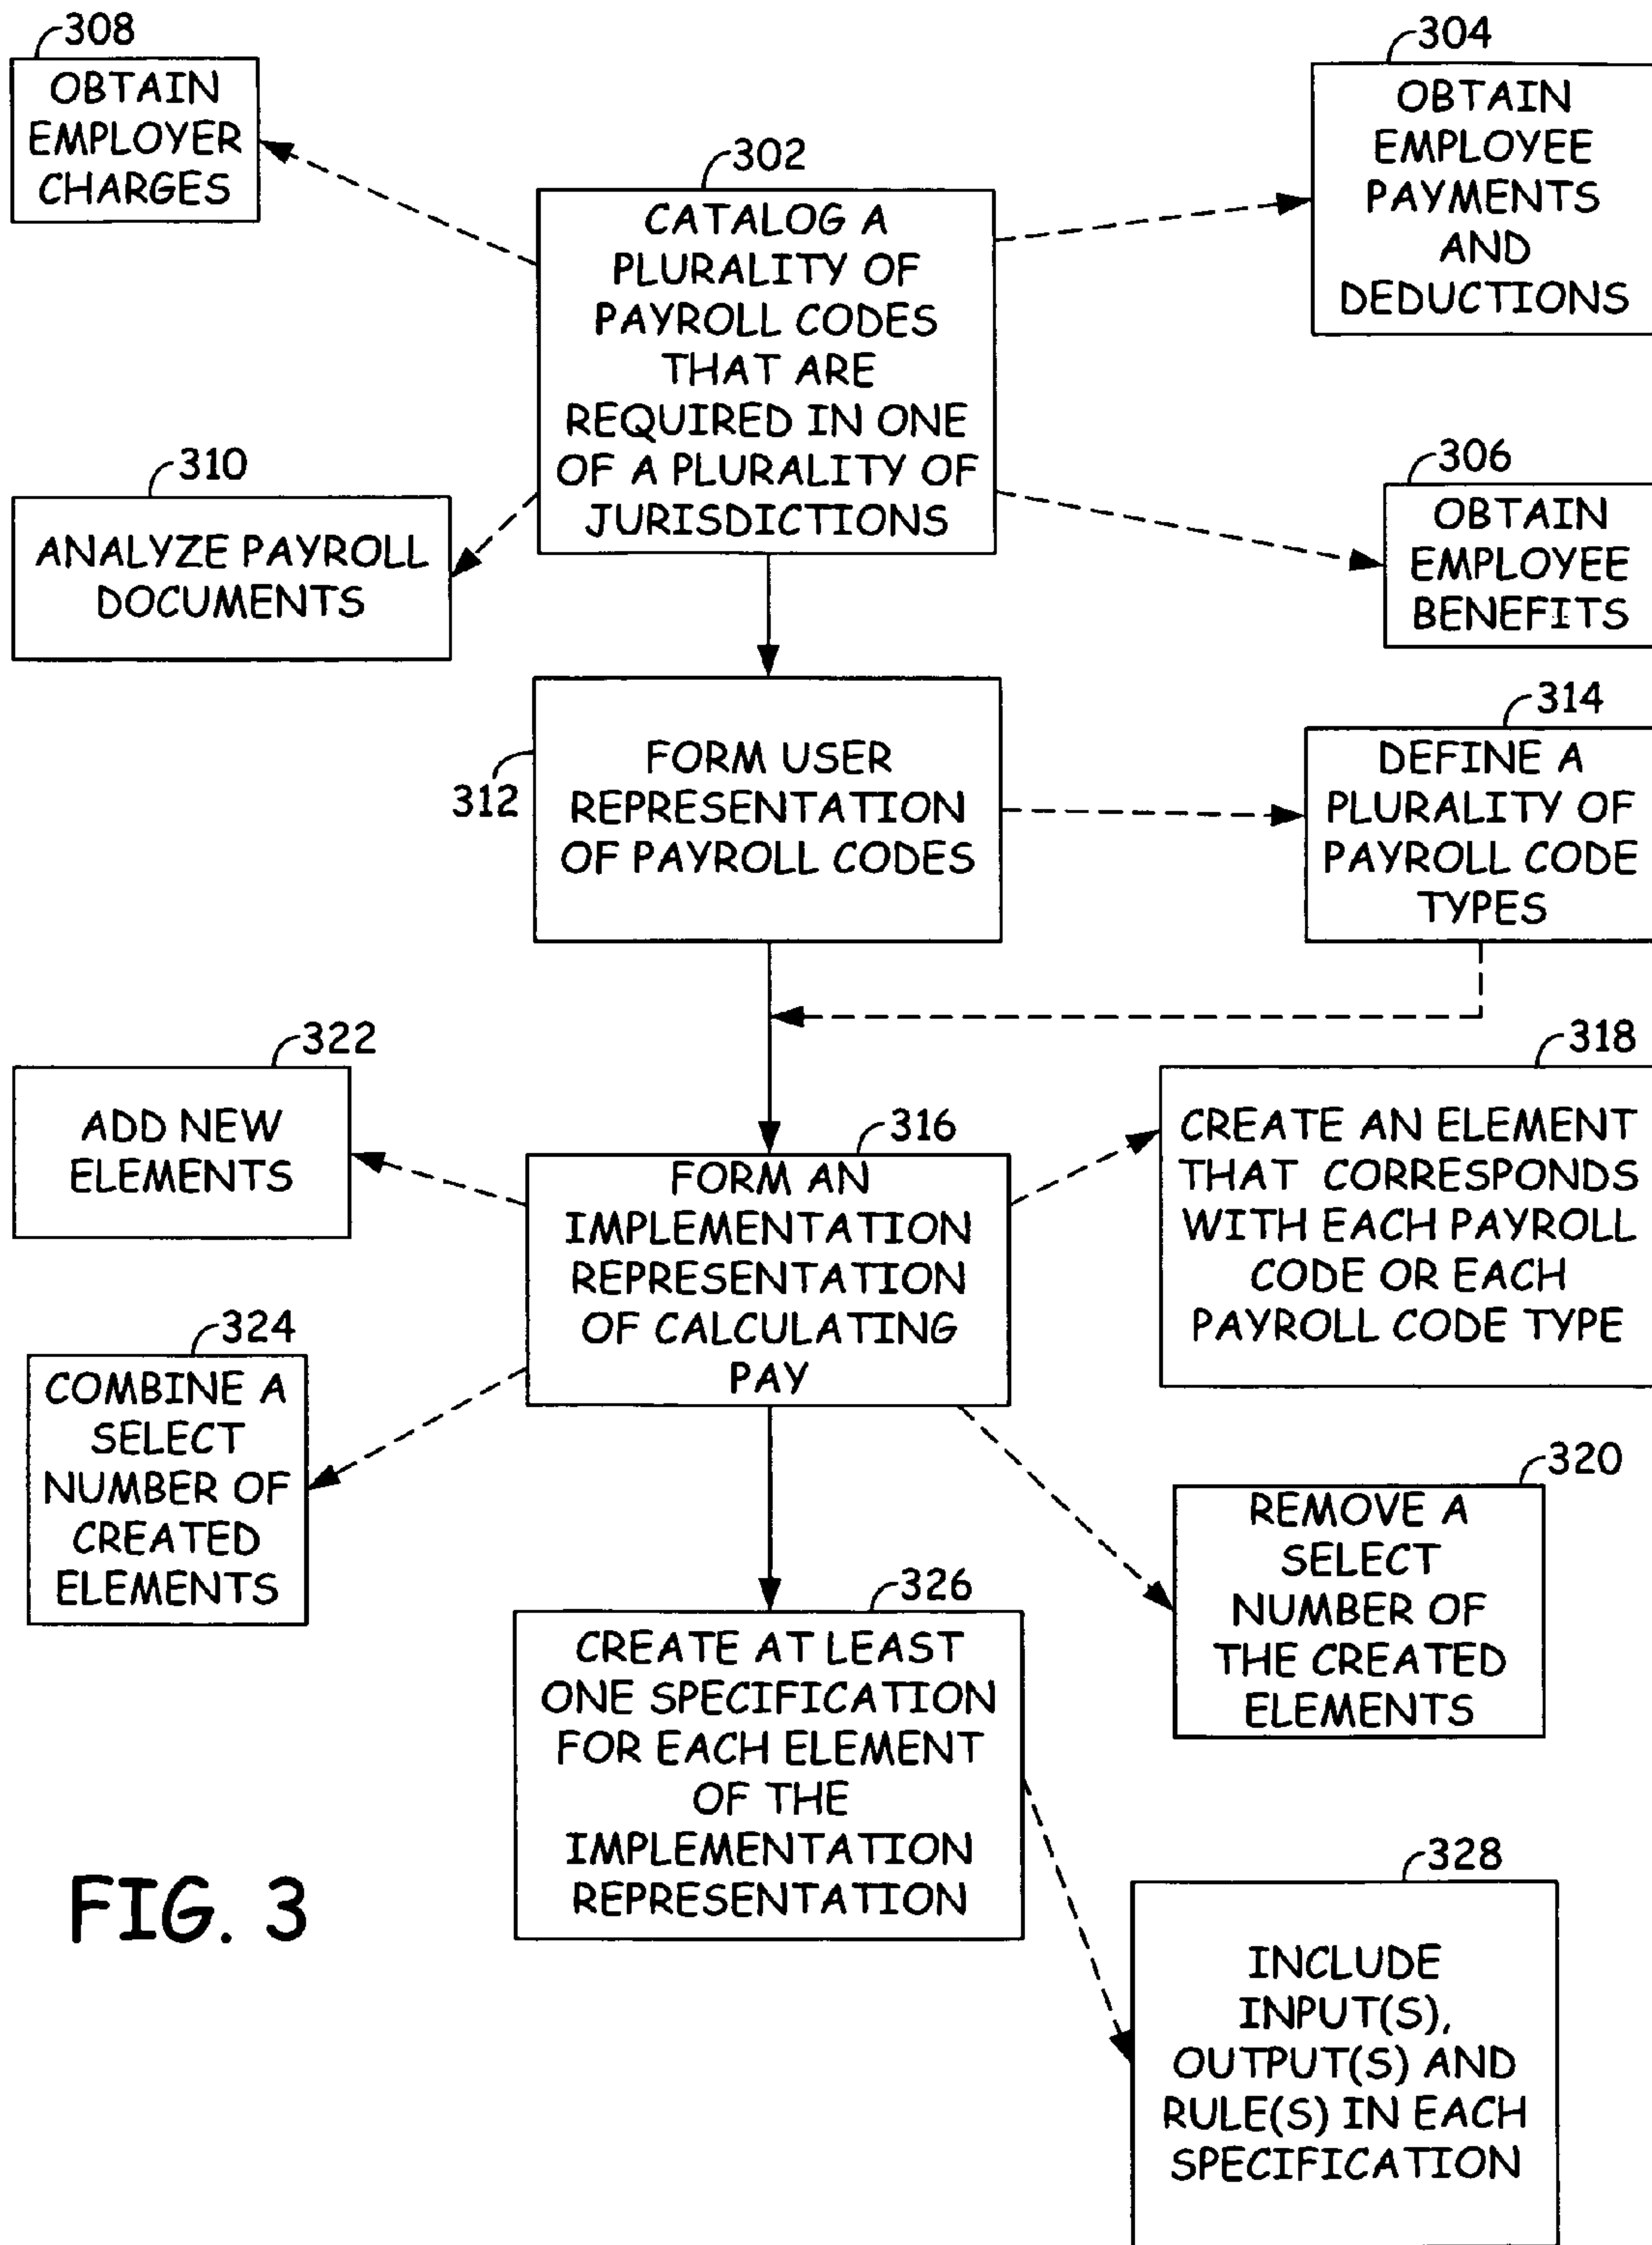 308
OBTAIN
EMPLOYER
CHARGES
304
OBTAIN
EMPLOYEE
PAYMENTS
AND
DEDUCTIONS
302
CATALOG A
PLURALITY OF
PAYROLL CODES
THAT ARE
REQUIRED IN ONE
OF A PLURALITY OF
JURISDICTIONS
310
ANALYZE PAYROLL
DOCUMENTS
306
OBTAIN
EMPLOYEE
BENEFITS
312
FORM USER
REPRESENTATION
OF PAYROLL CODES
314
DEFINE A
PLURALITY OF
PAYROLL CODE
TYPES
322
ADD NEW
ELEMENTS
316
FORM AN
IMPLEMENTATION
REPRESENTATION
OF CALCULATING
PAY
318
CREATE AN ELEMENT
THAT CORRESPONDS
WITH EACH PAYROLL
CODE OR EACH
PAYROLL CODE TYPE
324
COMBINE A
SELECT
NUMBER OF
CREATED
ELEMENTS
320
REMOVE A
SELECT
NUMBER OF
THE CREATED
ELEMENTS
326
CREATE AT LEAST
ONE SPECIFICATION
FOR EACH ELEMENT
OF THE
IMPLEMENTATION
REPRESENTATION
328
INCLUDE
INPUT(S),
OUTPUT(S) AND
RULE(S) IN EACH
SPECIFICATION
FIG. 3